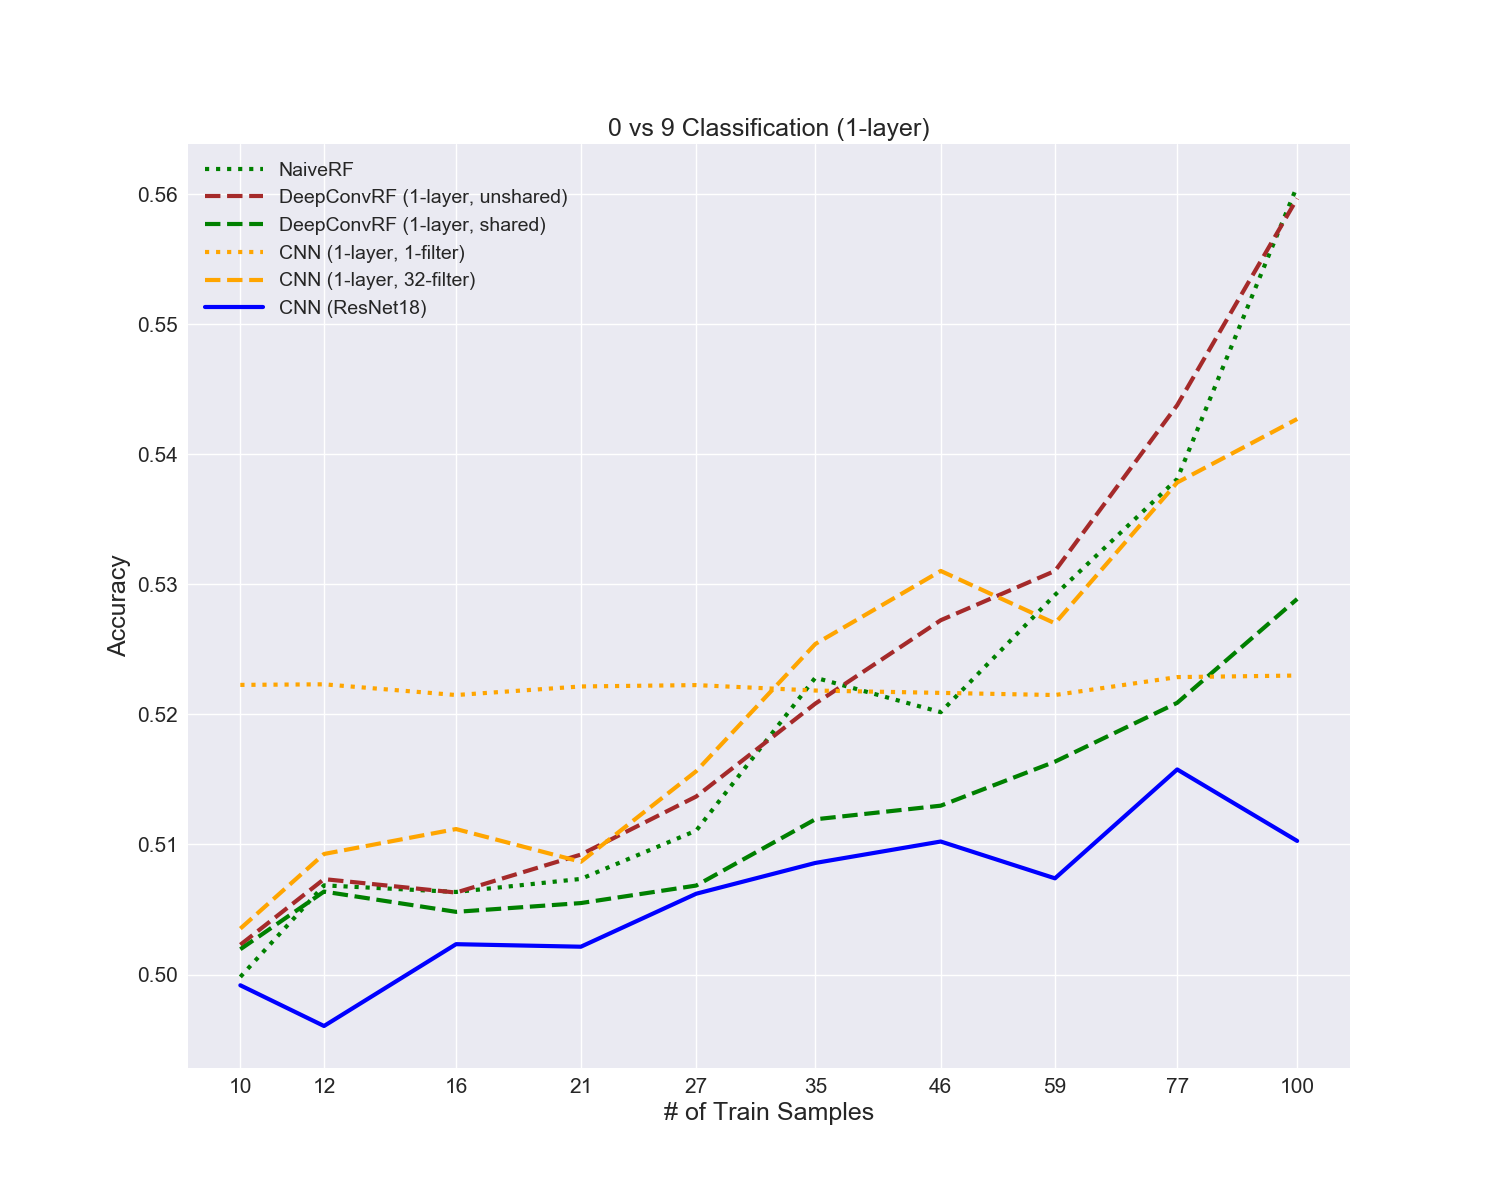 0 vs 9 Classification (1-layer)
NaiveRF
DeepConvRF (1-layer, unshared)
DeepConvRF (1-layer, shared)
CNN (1-layer, 1-filter)
CNN (1-layer, 32-filter)
CNN (ResNet18)
0.56
0.55
0.54
0.53
0.52
0.51
0.50
Accuracy
10 12 16 21 27 35 46 59 77 100
# of Train Samples